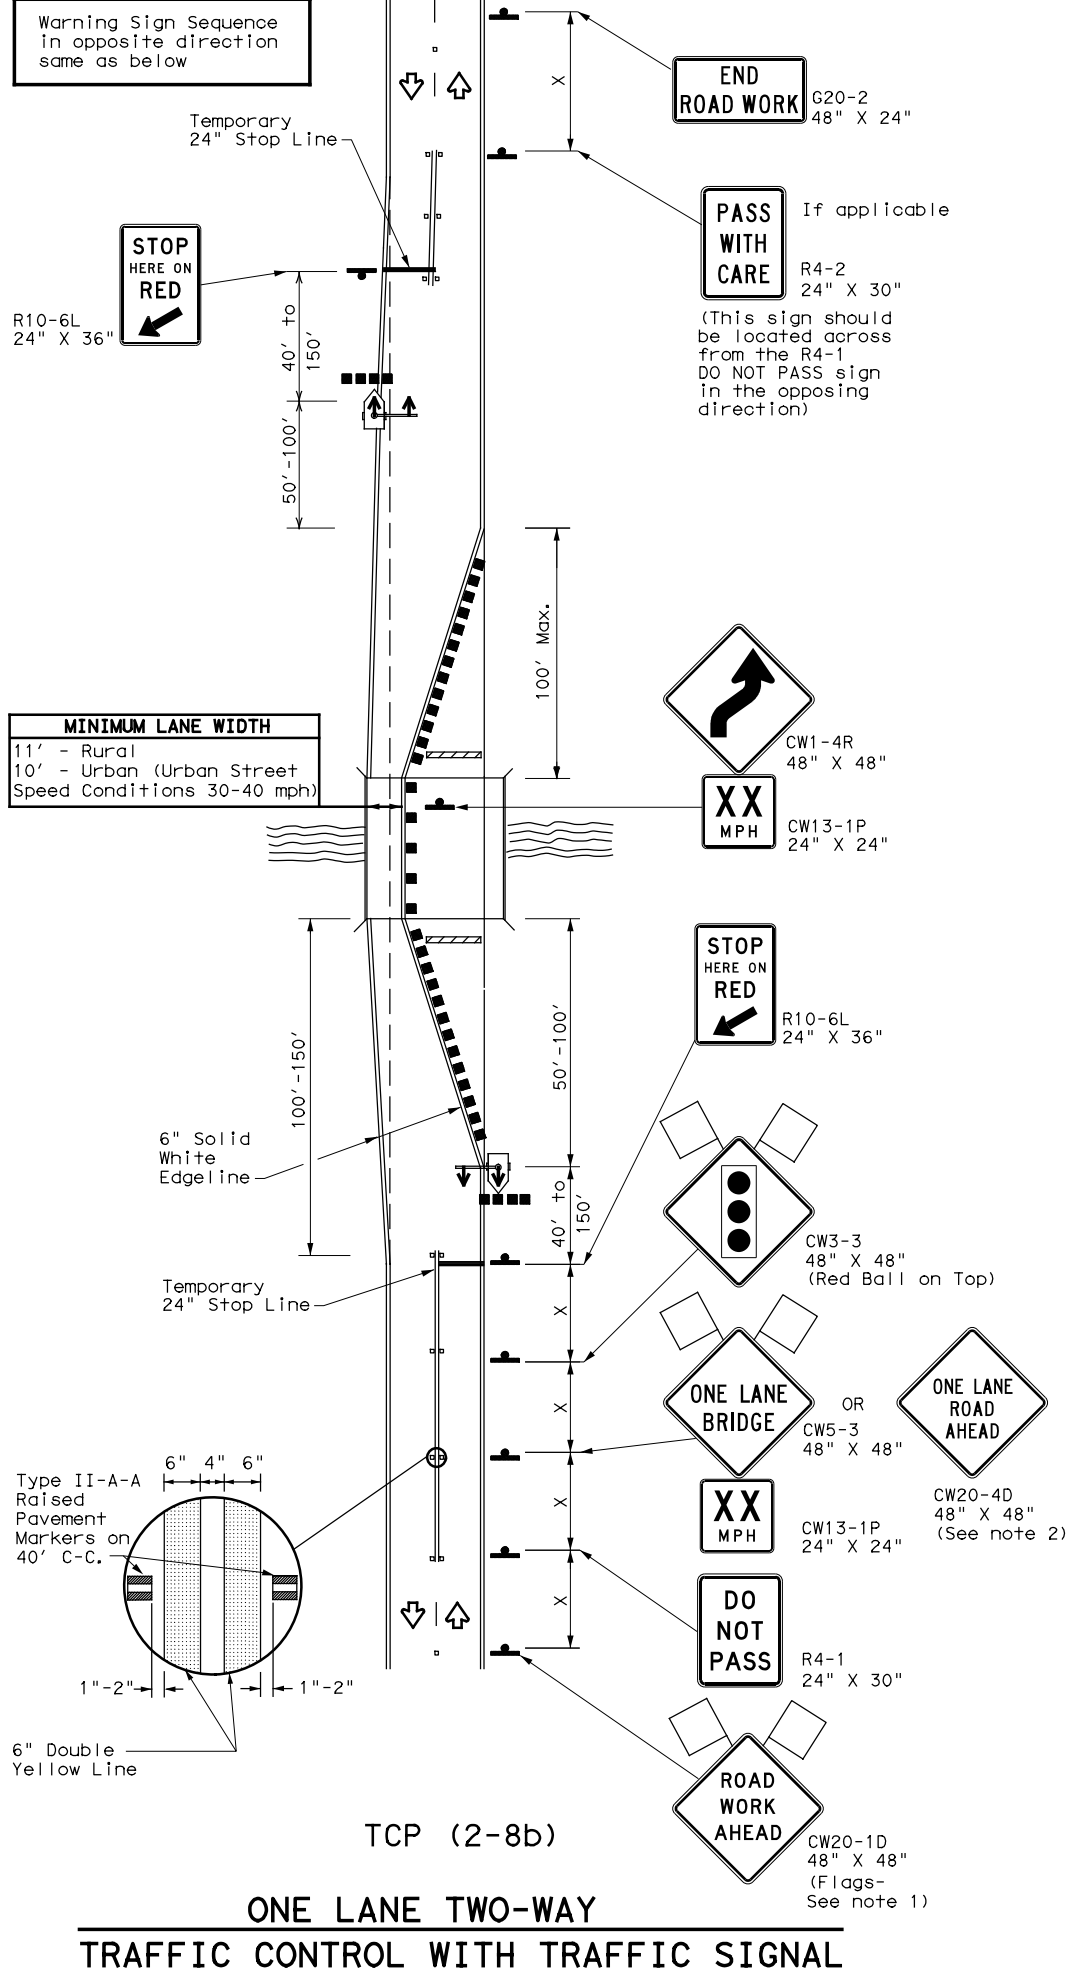 Warning Sign Sequence
in opposite direction
same as below
X
END
ROAD WORK
G20-2
48" X 24"
Temporary
24" Stop Line
PASS
WITH
CARE
If applicable
R4-2
24" X 30"
(This sign should
be located across
from the R4-1
DO NOT PASS sign
in the opposing
direction)
STOP
HERE ON
RED
R10-6L
24" X 36"
40' to
150'
50'-100'
100' Max.
MINIMUM LANE WIDTH
11' - Rural
10' - Urban (Urban Street
Speed Conditions 30-40 mph)
CW1-4R
48" X 48"
XX
MPH
CW13-1P
24" X 24"
STOP
HERE ON
RED
R10-6L
24" X 36"
100'-150'
50'-100'
6" Solid
White
Edgeline
40' to
150'
CW3-3
48" X 48"
(Red Ball on Top)
Temporary
24" Stop Line
X
X
X
X
ONE LANE
BRIDGE
OR
CW5-3
48" X 48"
ONE LANE
ROAD
AHEAD
CW20-4D
48" X 48"
(See note 2)
XX
MPH
CW13-1P
24" X 24"
6" 4" 6"
Type II-A-A
Raised
Pavement
Markers on
40' C-C.
1"-2"
1"-2"
6" Double
Yellow Line
DO
NOT
PASS
R4-1
24" X 30"
ROAD
WORK
AHEAD
CW20-1D
48" X 48"
(Flags-
See note 1)
TCP (2-8b)
ONE LANE TWO-WAY
TRAFFIC CONTROL WITH TRAFFIC SIGNAL